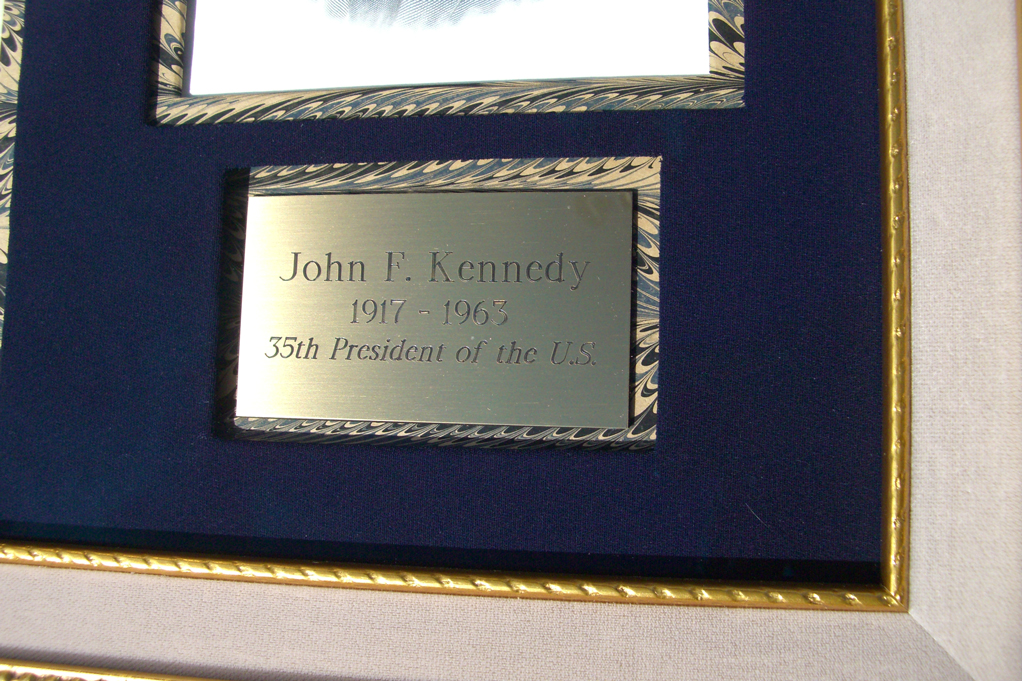 John F. Kennedy
1917 - 1963
35th President of the U.S.